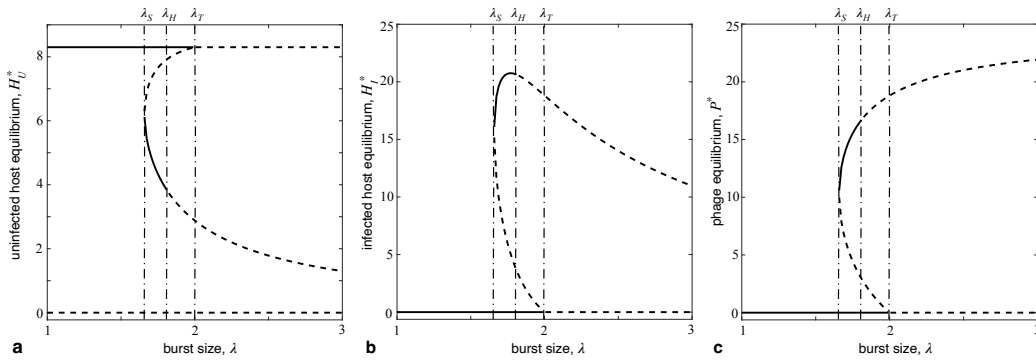 λS λH λT
uninfected host equilibrium, H*U
8
6
4
2
0
1 2 3
burst size, λ
a
λS λH λT
infected host equilibrium, H*I
25
20
15
10
5
0
1 2 3
burst size, λ
b
λS λH λT
phage equilibrium, P*
25
20
15
10
5
0
1 2 3
burst size, λ
c